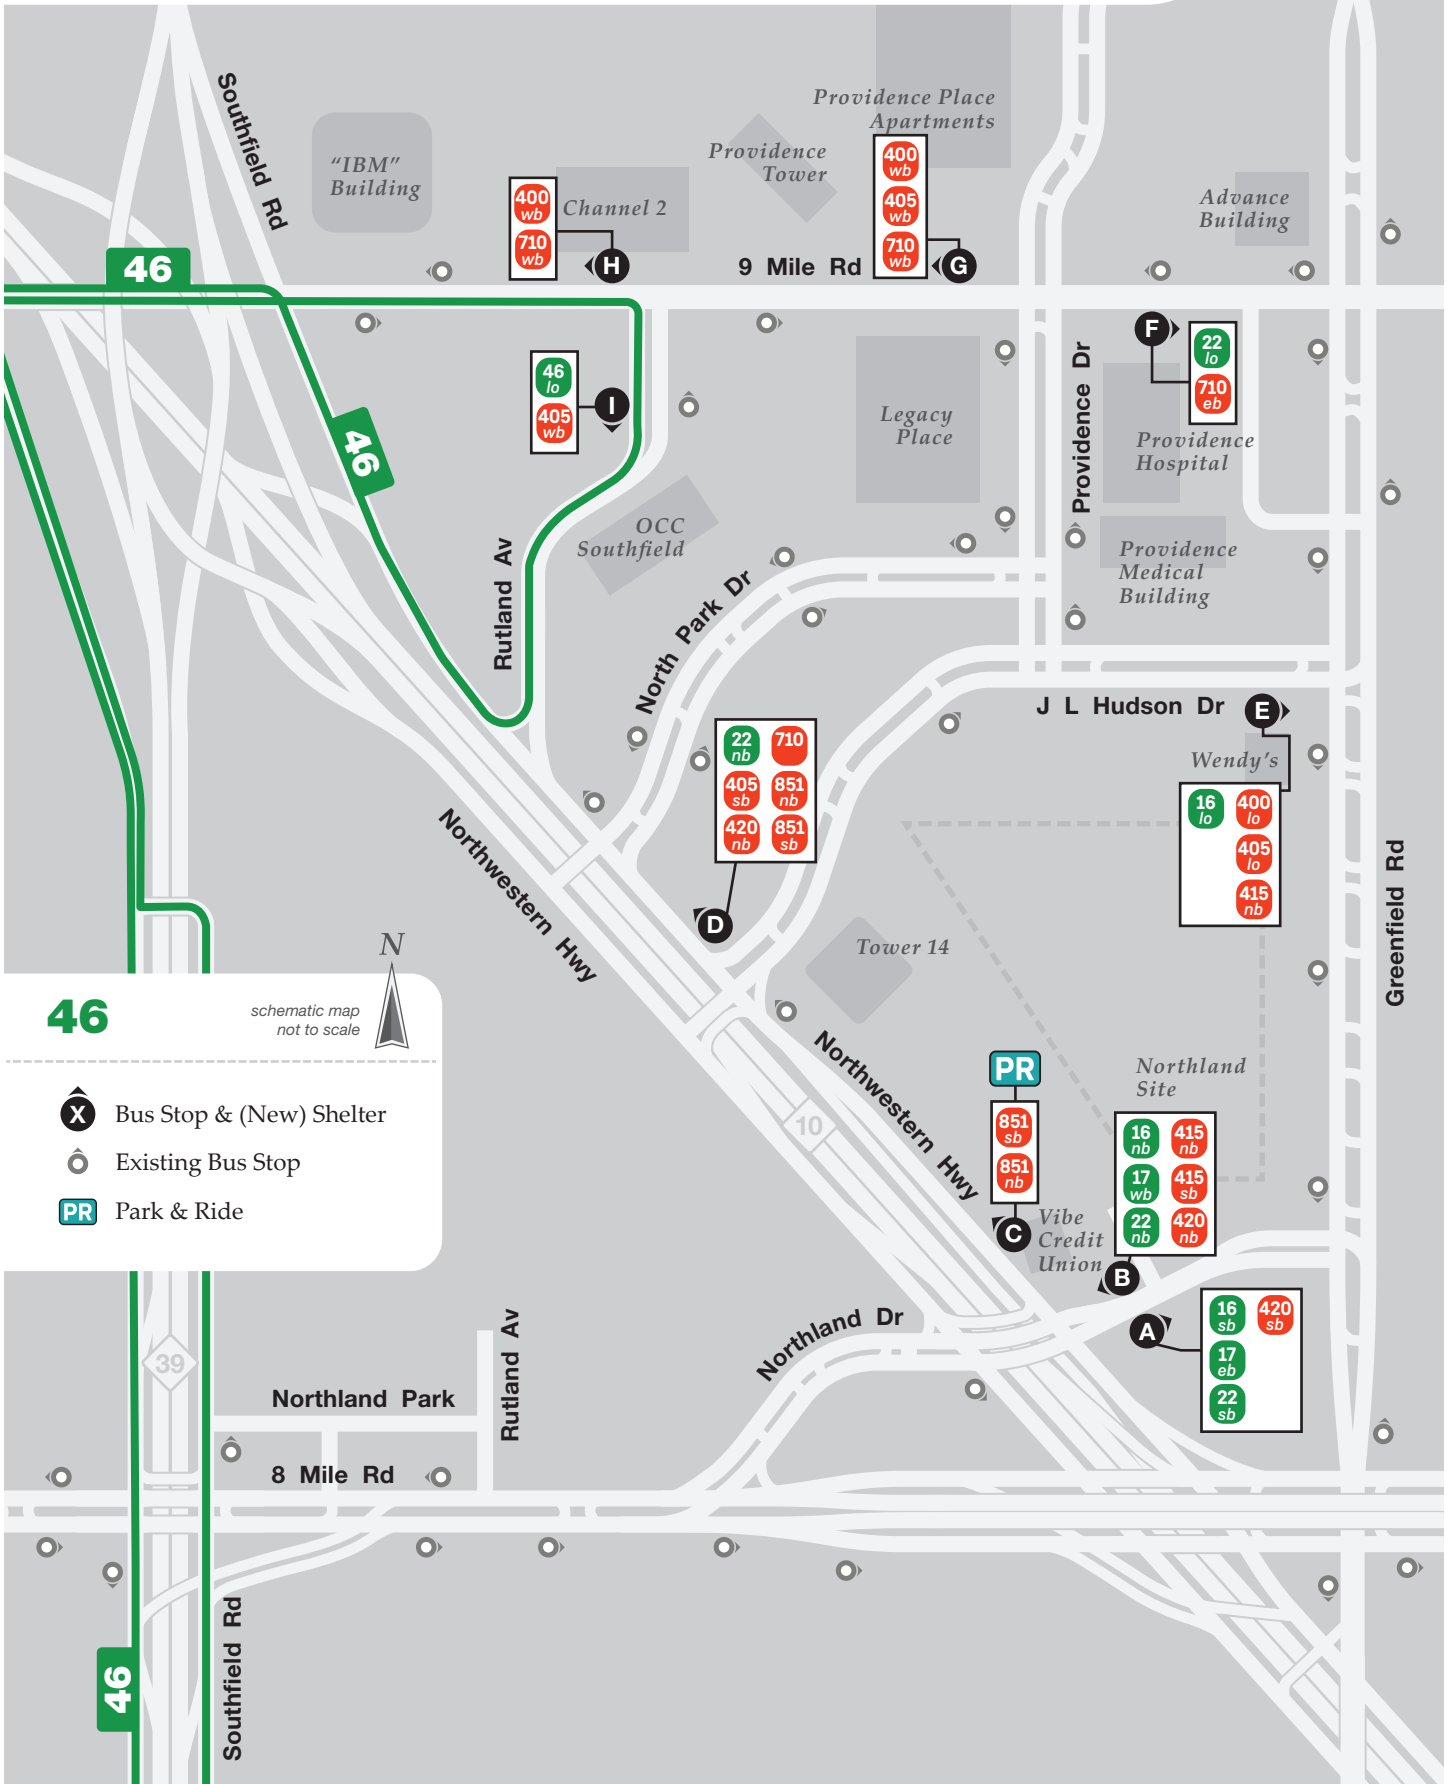 Providence Place
Apartments
Southfield Rd
"IBM"
Building
Providence
Tower
400
wb
405
wb
710
wb
Advance
Building
400
wb
710
wb
Channel 2
H
9 Mile Rd
G
46
F
22
lo
710
eb
Providence Dr
46
lo
405
wb
I
46
Legacy
Place
Providence
Hospital
OCC
Southfield
Rutland Av
Providence
Medical
Building
North Park Dr
J L Hudson Dr
E
Wendy's
22
nb
710
405
sb
851
nb
420
nb
851
sb
16
lo
400
lo
405
lo
415
nb
Northwestern Hwy
D
Greenfield Rd
Tower 14
N
46
schematic map
not to scale
X
Bus Stop & (New) Shelter
Existing Bus Stop
PR
Park & Ride
10
Northwestern Hwy
PR
851
sb
851
nb
C
Vibe
Credit
Union
Northland
Site
16
nb
415
nb
17
wb
415
sb
22
nb
420
nb
B
A
16
sb
420
sb
17
eb
22
sb
Northland Dr
39
Northland Park
Rutland Av
8 Mile Rd
46
Southfield Rd